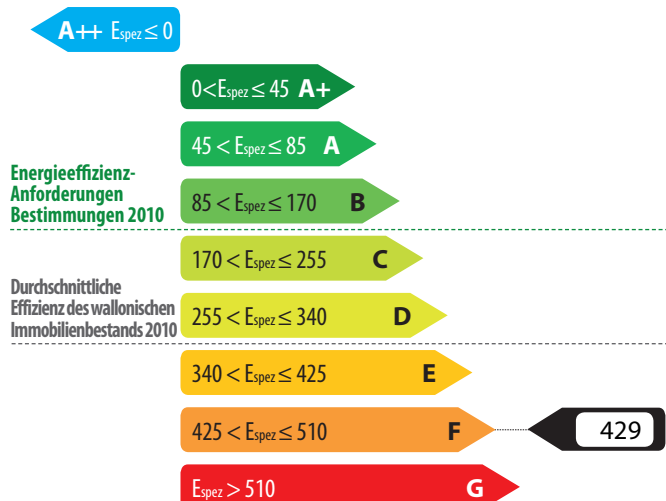 A++ Espez ≤ 0
0<Espez ≤ 45 A+
45 < Espez ≤ 85 A
Energieeffizienz-
Anforderungen
Bestimmungen 2010
85 < Espez ≤ 170 B
170 < Espez ≤ 255 C
Durchschnittliche
Effizienz des wallonischen
Immobilienbestands 2010
255 < Espez ≤ 340 D
340 < Espez ≤ 425 E
425 < Espez ≤ 510 F
429
Espez > 510 G